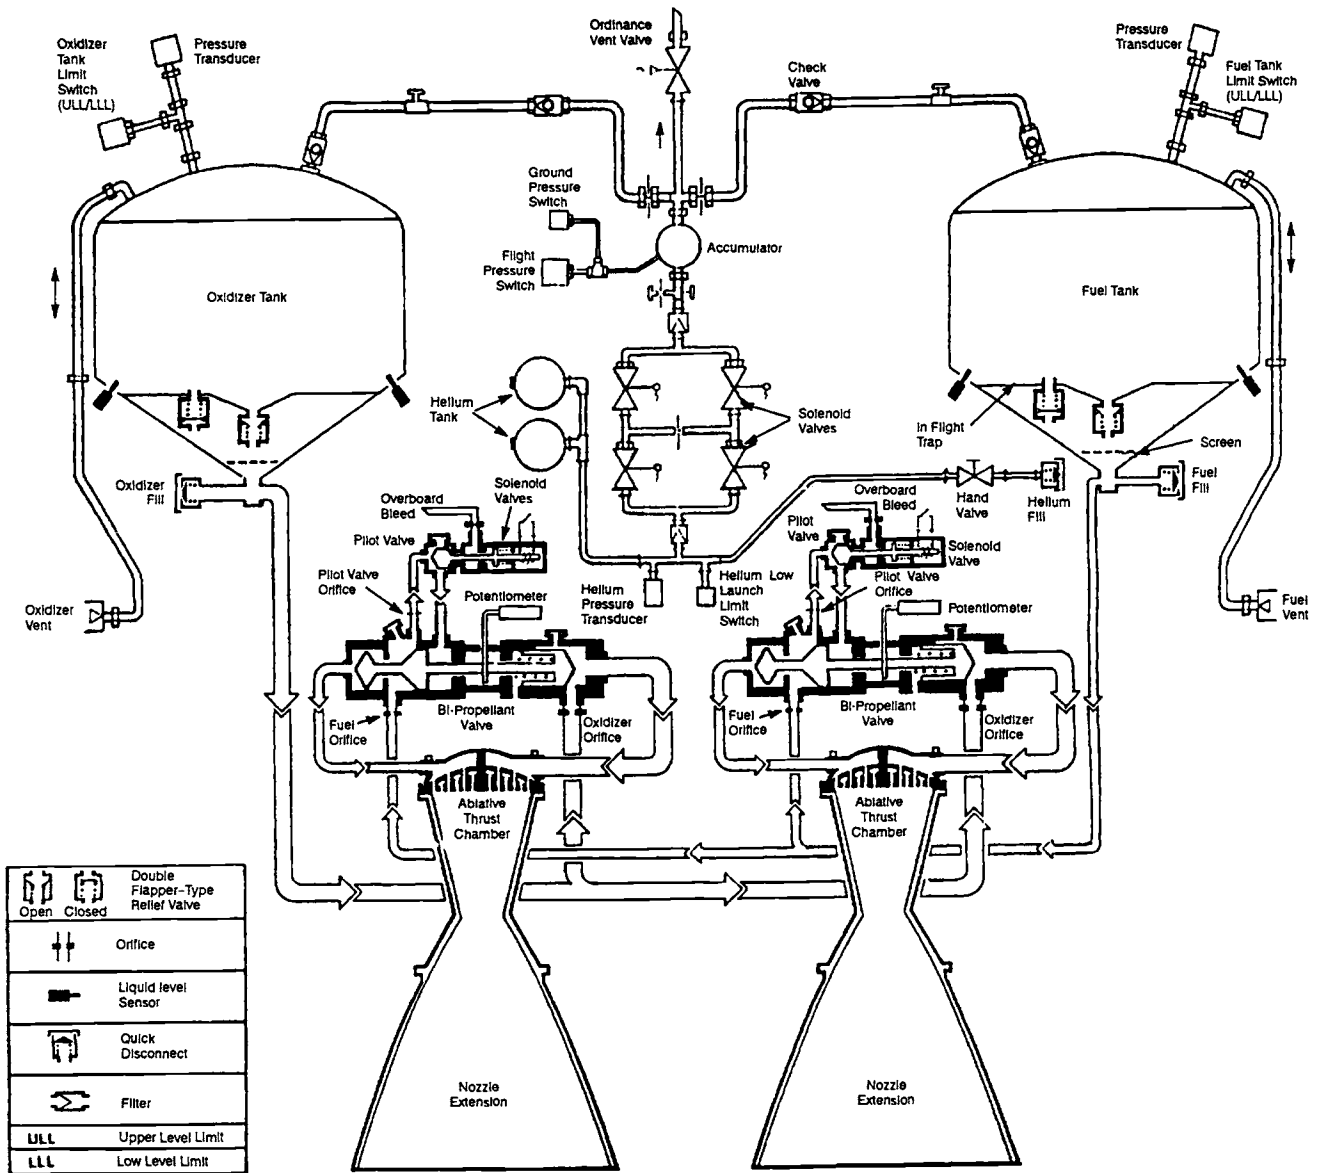 Ordinance
Vent Valve
Oxidizer
Tank
Limit
Switch
(ULL/LLL)
Pressure
Transducer
Check
Valve
Pressure
Transducer
Fuel Tank
Limit Switch
(ULL/LLL)
Ground
Pressure
Switch
Flight
Pressure
Switch
Accumulator
Oxidizer Tank
Fuel Tank
Helium
Tank
Solenoid
Valves
In Flight
Trap
Screen
Oxidizer
Fill
Overboard
Bleed
Solenoid
Valves
Pilot Valve
Pilot Valve
Orifice
Potentiometer
Overboard
Bleed
Pilot
Valve
Hand
Valve
Helium
Fill
Fuel
Fill
Solenoid
Valve
Pilot Valve
Orifice
Potentiometer
Helium
Pressure
Transducer
Helium Low
Launch
Limit
Switch
Oxidizer
Vent
Fuel
Vent
Fuel
Orifice
Bi-Propellant
Valve
Oxidizer
Orifice
Fuel
Orifice
Bi-Propellant
Valve
Oxidizer
Orifice
Ablative
Thrust
Chamber
Ablative
Thrust
Chamber
Nozzle
Extension
Nozzle
Extension
Open Closed
Double
Flapper-Type
Relief Valve
Orifice
Liquid level
Sensor
Quick
Disconnect
Filter
ULL Upper Level Limit
LLL Low Level Limit